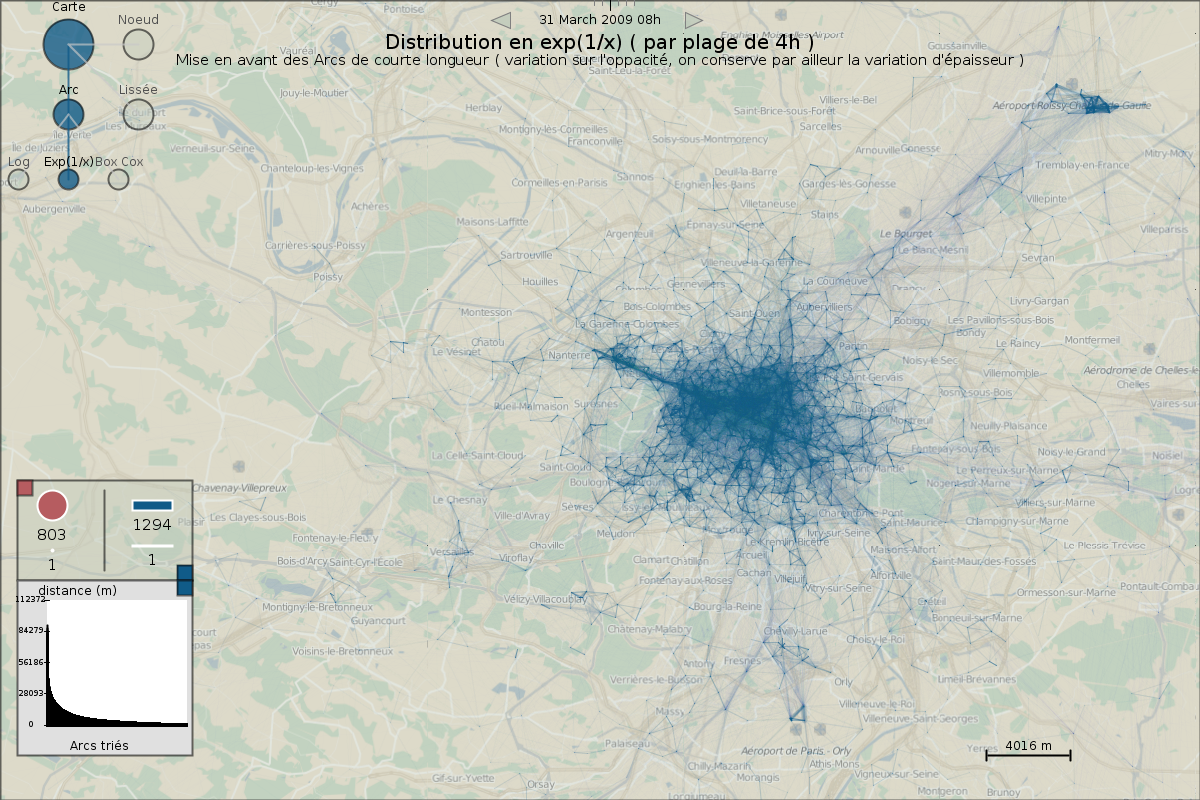 Carte
Noeud
31 March 2009 08h
Distribution en exp(1/x) ( par plage de 4h )
Mise en avant des Arcs de courte longueur ( variation sur l'oppacité, on conserve par ailleur la variation d'épaisseur )
Arc
Lissée
Log
Exp(1/x)
Box Cox
Cergy
Pontoise
Vauréal
Saint-Leu-la-Forêt
Goussainville
Jouy-le-Moutier
Herblay
Villiers-le-Bel
Saint-Brice-sous-Forêt
Aéroport Roissy Charles de Gaulle
Montigny-lès-Cormeilles
Franconville
Soisy-sous-Montmorency
Sarcelles
Verneuil-sur-Seine
Arnouville
Gonesse
Mitry-Mory
Chanteloup-les-Vignes
Tremblay-en-France
Deuil-la-Barre
Sannois
Cormeilles-en-Parisis
Enghien-les-Bains
Garges-lès-Gonesse
Villetaneuse
Villepinte
Achères
Aubergenville
Stains
Maisons-Laffitte
Épinay-sur-Seine
Argenteuil
Le Bourget
Villeparisis
Carrières-sous-Poissy
Le Blanc-Mesnil
Sartrouville
Villeneuve-la-Garenne
Sevran
Poissy
Houilles
Gennevilliers
La Courneuve
Drancy
Bois-Colombes
Aubervilliers
Livry-Gargan
Montesson
Saint-Ouen
Bobigny
Les Pavillons-sous-Bois
La Garenne-Colombes
Bondy
Chatou
Le Raincy
Montfermeil
Le Vésinet
Nanterre
Pantin
Noisy-le-Sec
Villemomble
Aérodrome de Chelles-le
Saint-Gervais
Chelles
Rosny-sous-Bois
Rueil-Malmaison
Suresnes
Bagnolet
Vaires-sur
Montreuil
Neuilly-Plaisance
Fontenay-sous-Bois
Noisy-le-Grand
La Celle-Saint-Cloud
Noisiel
Saint-Cloud
Saint-Mandé
Le Perreux-sur-Marne
Boulogne
Nogent-sur-Marne
Chavenay-Villepreux
Le Chesnay
Sèvres
Issy-les-Moulineaux
Villiers-sur-Marne
Ville-d'Avray
Charenton-le-Pont
Plaisir
Les Clayes-sous-Bois
Saint-Maurice
Champigny-sur-Marne
Meudon
Ivry-sur-Seine
Fontenay-le-Fleury
Chaville
Le Kremlin-Bicêtre
Le Plessis-Trévise
Versailles
Viroflay
Arcueil
Maisons-Alfort
Bois-d'Arcy
Saint-Cyr-l'École
Clamart
Châtillon
Saint-Maur-des-Fossés
Cachan
Fontenay-aux-Roses
Villejuif
Alfortville
Vitry-sur-Seine
Pontault-Comba
Ormesson-sur-Marne
Vélizy-Villacoublay
Créteil
Montigny-le-Bretonneux
Bourg-la-Reine
Bonneuil-sur-Marne
Guyancourt
Châtenay-Malabry
Chevilly-Larue
Choisy-le-Roi
Voisins-le-Bretonneux
Antony
Fresnes
Verrières-le-Buisson
Orly
Limeil-Brévannes
Massy
Villeneuve-le-Roi
Villeneuve-Saint-Georges
Palaiseau
Aéroport de Paris - Orly
Yerres
Chilly-Mazarin
Athis-Mons
Gif-sur-Yvette
Morangis
Vigneux-sur-Seine
Orsay
Montgeron
Brunoy
Longjumeau
803
1294
1
1
distance (m)
112372
84279
56186
28093
0
Arcs triés
4016 m